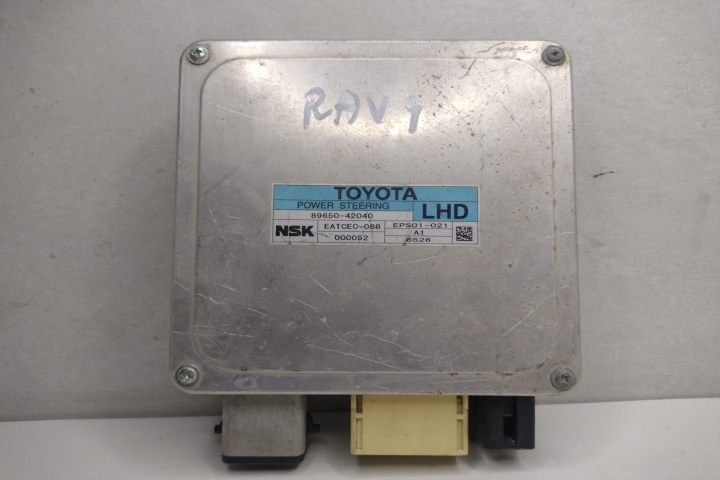 RAV 4
TOYOTA
POWER STEERING
LHD
89650-42040
NSK
EATCEC-088
EPS01-021
000052
A1
6526